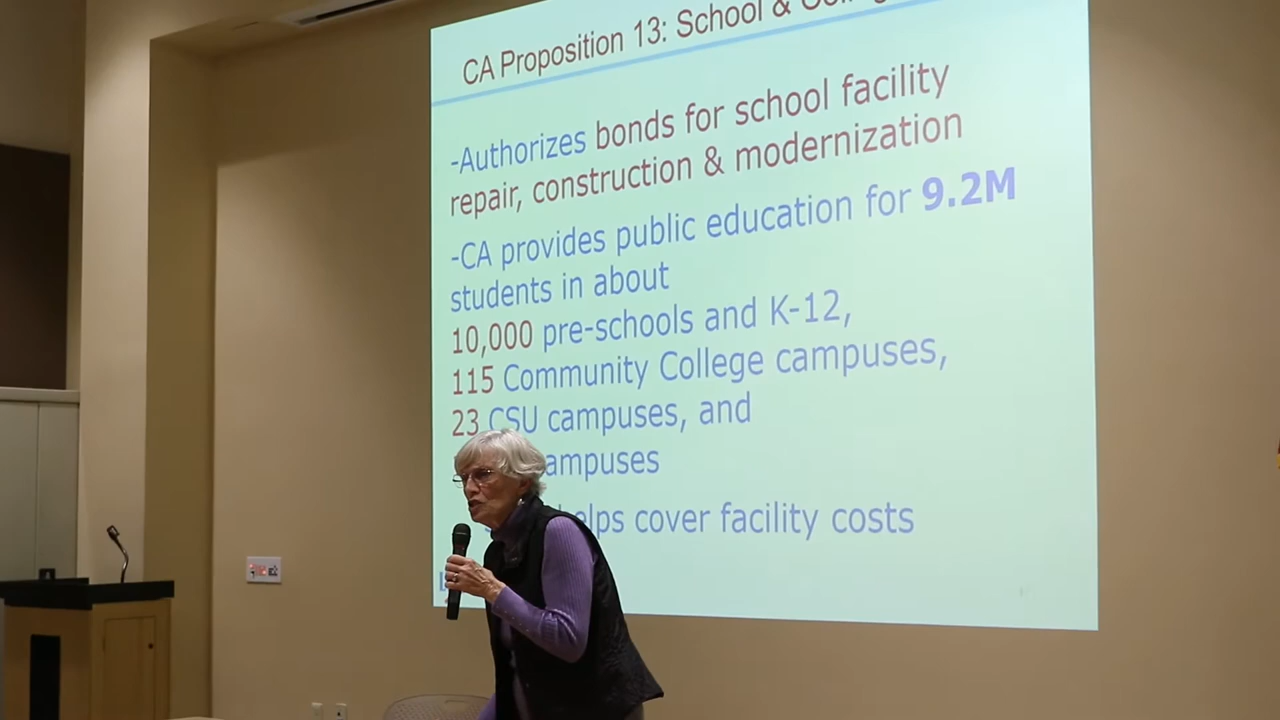 CA Proposition 13: School &
-Authorizes bonds for school facility
repair, construction & modernization
-CA provides public education for 9.2M
students in about
10,000 pre-schools and K-12,
115 Community College campuses,
23 CSU campuses, and
ampuses
elps cover facility costs